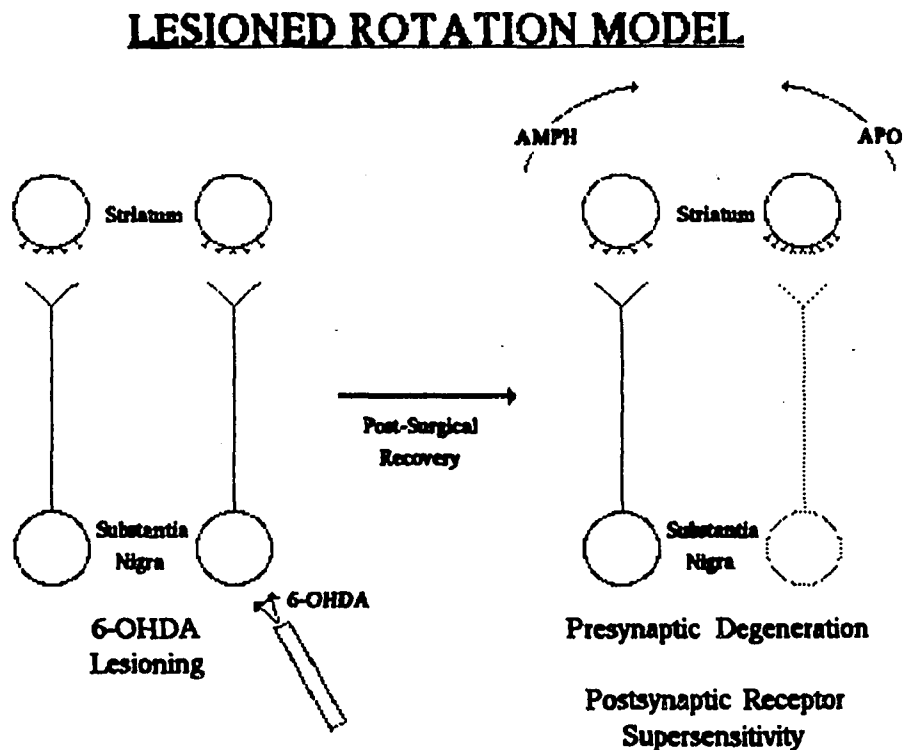 LESIONED ROTATION MODEL
AMPH
APO
Striatum
Striatum
Post-Surgical
Recovery
Substantia
Nigra
Substantia
Nigra
6-OHDA
6-OHDA
Lesioning
Presynaptic Degeneration
Postsynaptic Receptor
Supersensitivity